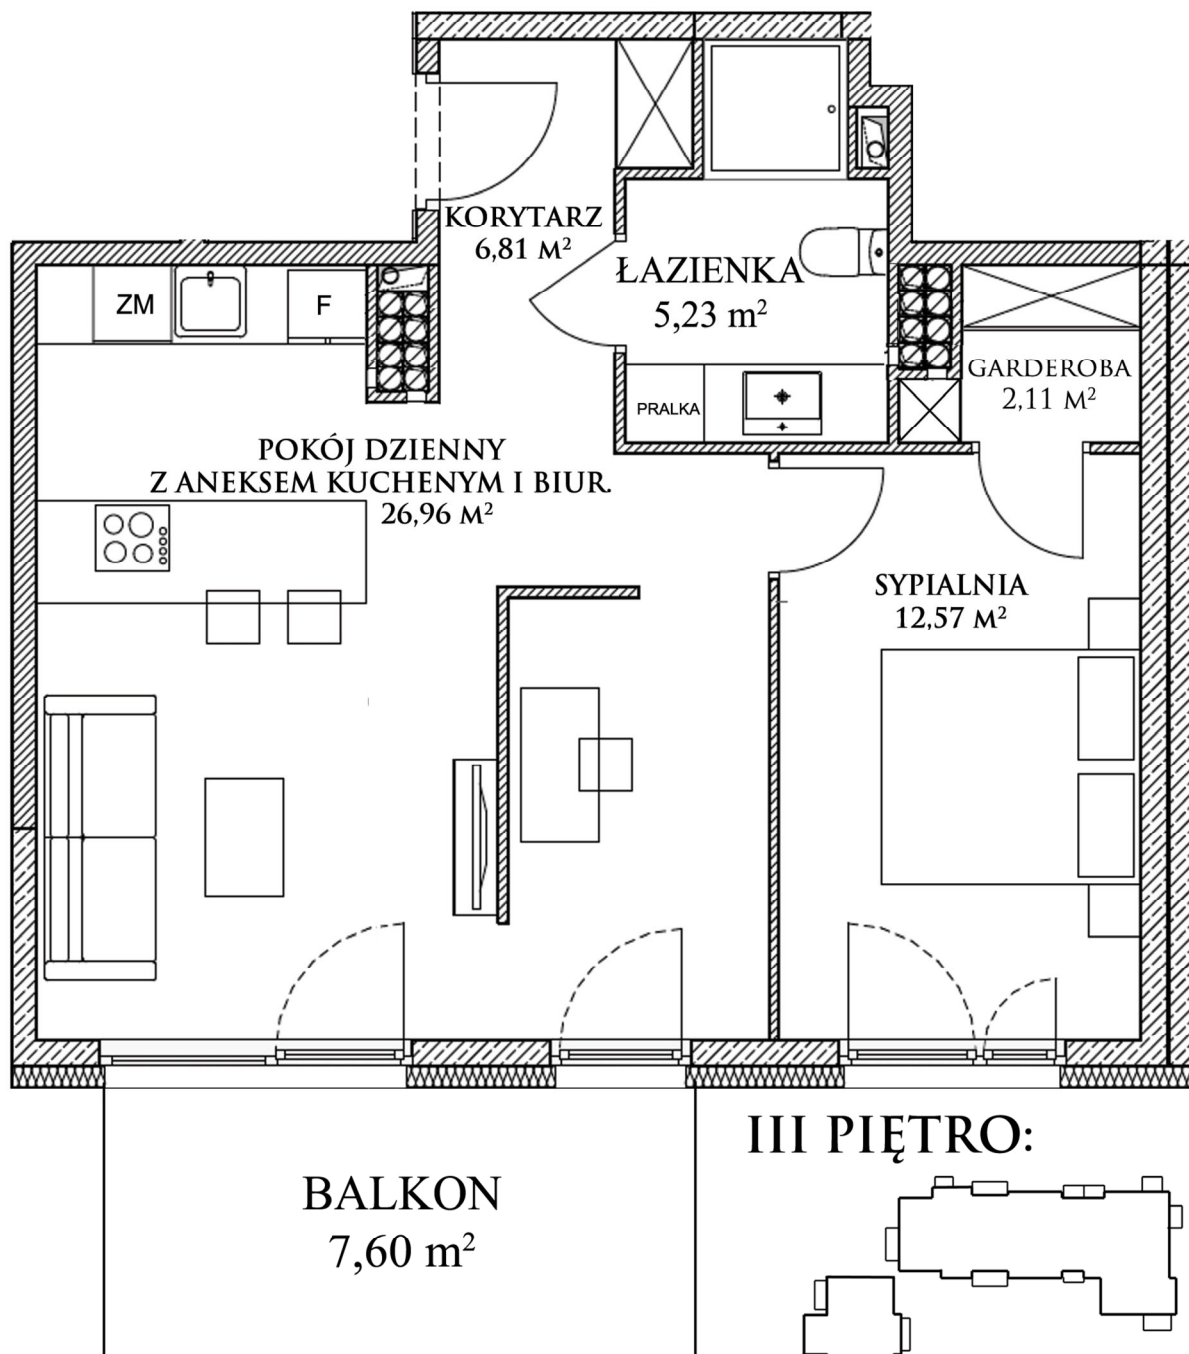 KORYTARZ
6,81 M²
ŁAZIENKA
5,23 m²
ZM
F
GARDEROBA
2,11 M²
PRALKA
POKÓJ DZIENNY
Z ANEKSEM KUCHENYM I BIUR.
26,96 M²
SYPIALNIA
12,57 M²
III PIĘTRO:
BALKON
7,60 m²